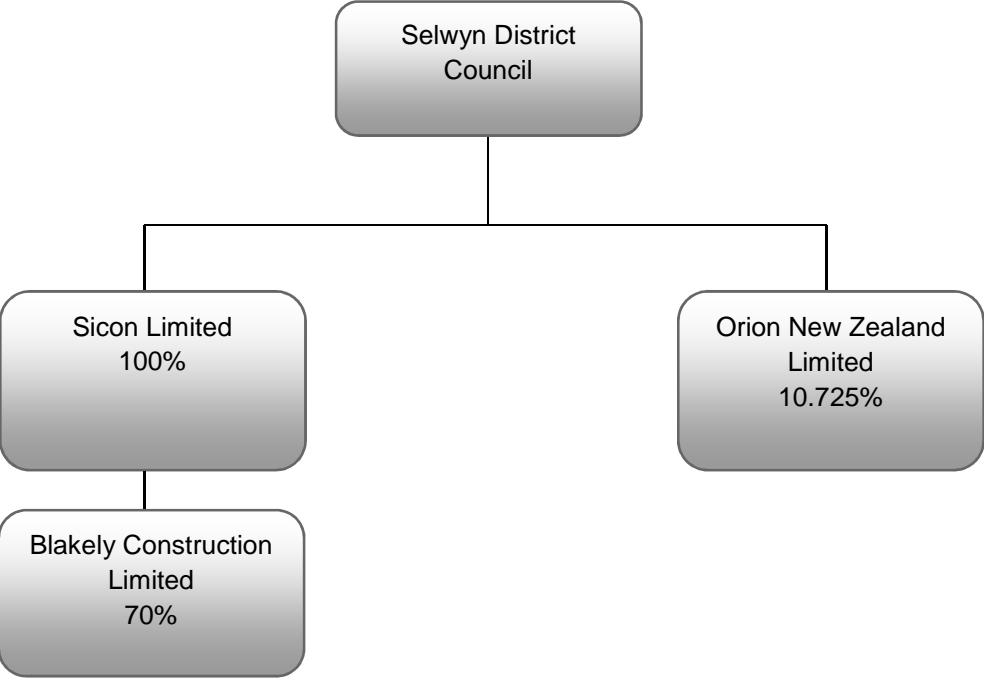 Selwyn District
Council
Sicon Limited
100%
Orion New Zealand
Limited
10.725%
Blakely Construction
Limited
70%